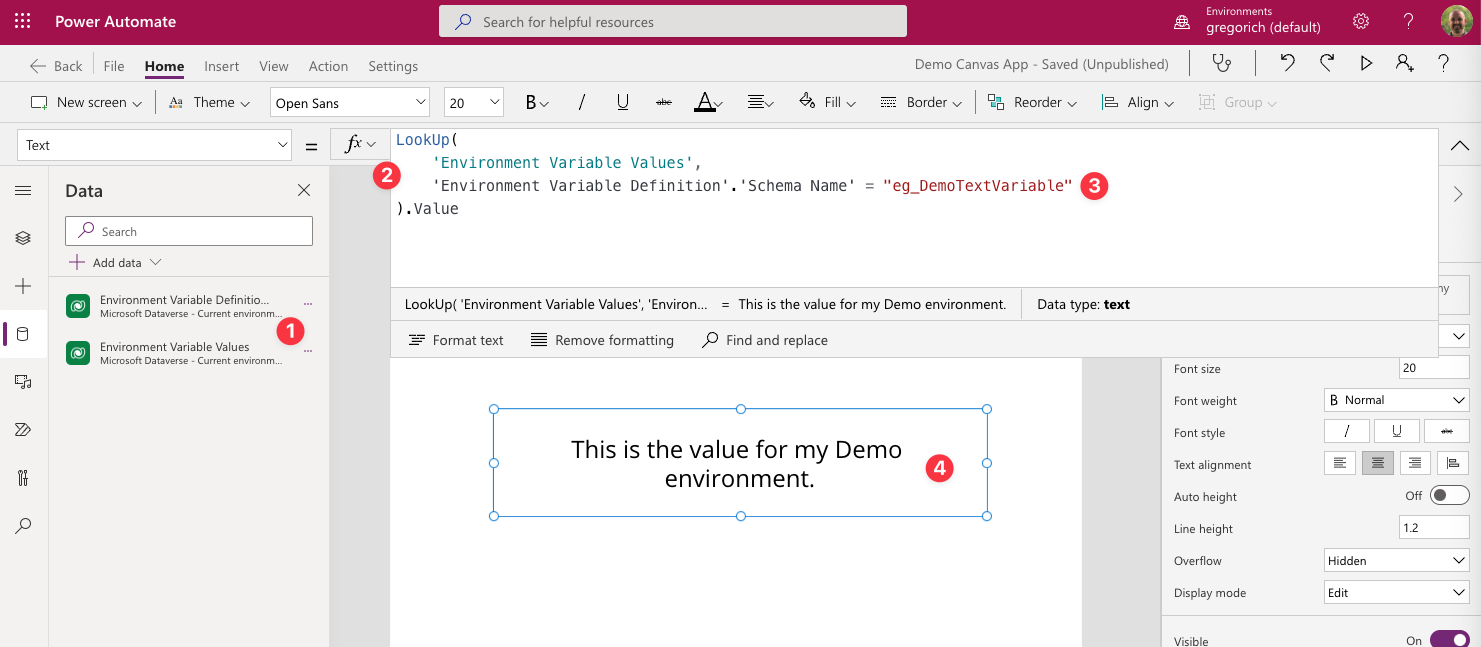 Power Automate
Search for helpful resources
Environments
gregorich (default)
Back File Home Insert View Action Settings
Demo Canvas App - Saved (Unpublished)
New screen Aa Theme Open Sans 20 B / U abc A Fill Border Reorder Align Group
Text = fx
LookUp(
'Environment Variable Values',
2
'Environment Variable Definition'.'Schema Name' = "eg_DemoTextVariable" 3
).Value
Data
Search
Add data
Environment Variable Definitio...
Microsoft Dataverse - Current environm...
1
Environment Variable Values
Microsoft Dataverse - Current environm...
LookUp( 'Environment Variable Values', 'Environ... = This is the value for my Demo environment. Data type: text
Format text Remove formatting Find and replace
This is the value for my Demo
environment.
4
Font size 20
Font weight B Normal
Font style / U abc
Text alignment
Auto height Off
Line height 1.2
Overflow Hidden
Display mode Edit
Visible On